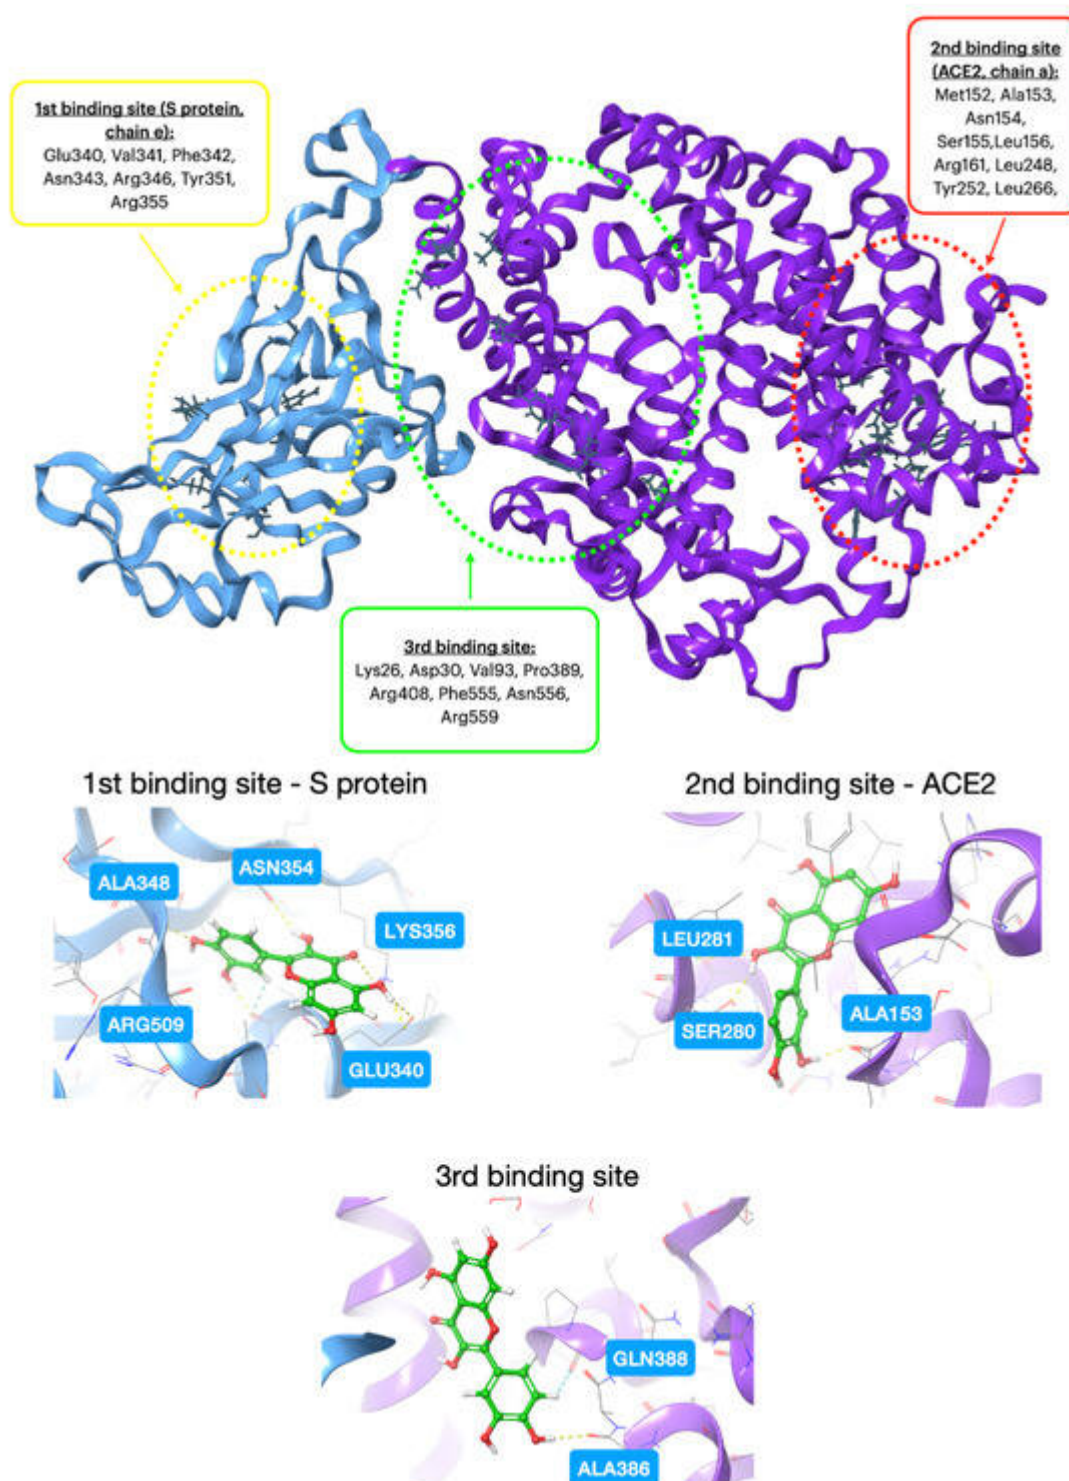 1st binding site (S protein,
chain e):
Glu340, Val341, Phe342,
Asn343, Arg346, Tyr351,
Arg355
2nd binding site
(ACE2, chain a):
Met152, Ala153,
Asn154,
Ser155,Leu156,
Arg161, Leu248,
Tyr252, Leu266,
3rd binding site:
Lys26, Asp30, Val93, Pro389,
Arg408, Phe555, Asn556,
Arg559
1st binding site - S protein
ALA348
ASN354
LYS356
ARG509
GLU340
2nd binding site - ACE2
LEU281
SER280
ALA153
3rd binding site
GLN388
ALA386